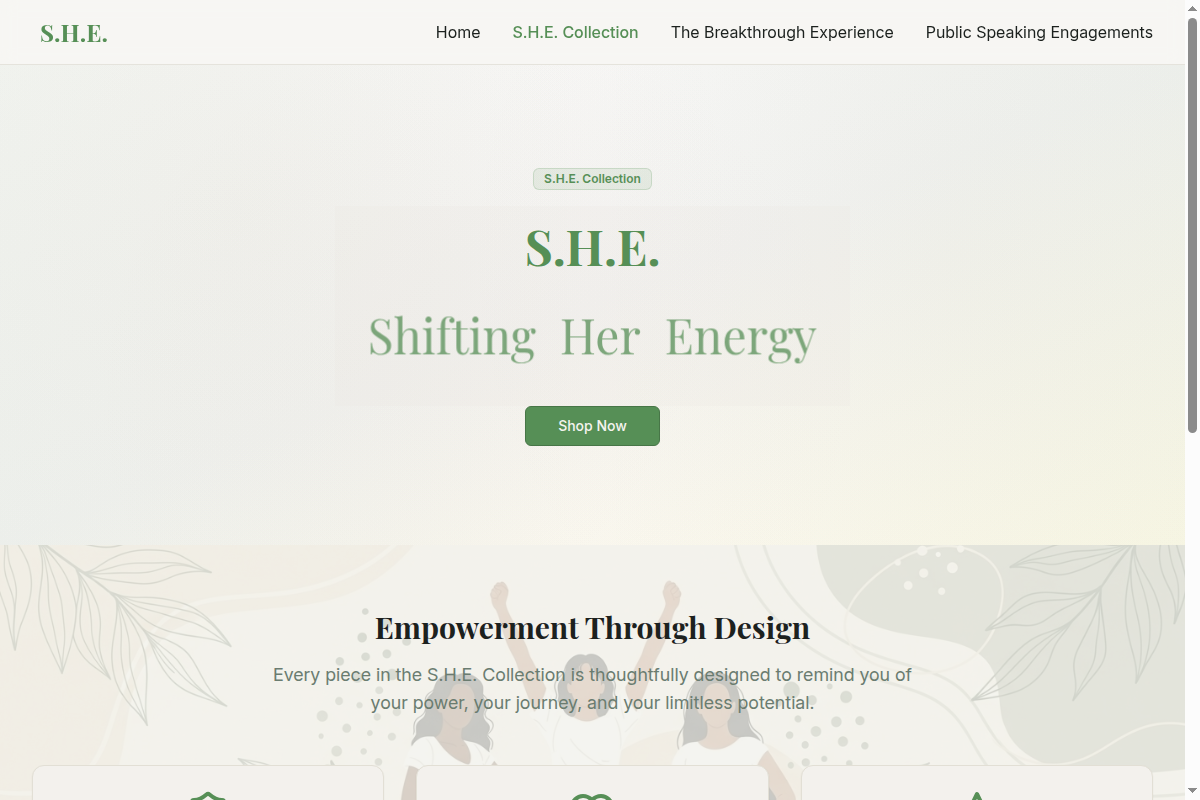 S.H.E.
Home
S.H.E. Collection
The Breakthrough Experience
Public Speaking Engagements
S.H.E. Collection
S.H.E.
Shifting Her Energy
Shop Now
Empowerment Through Design
Every piece in the S.H.E. Collection is thoughtfully designed to remind you of
your power, your journey, and your limitless potential.